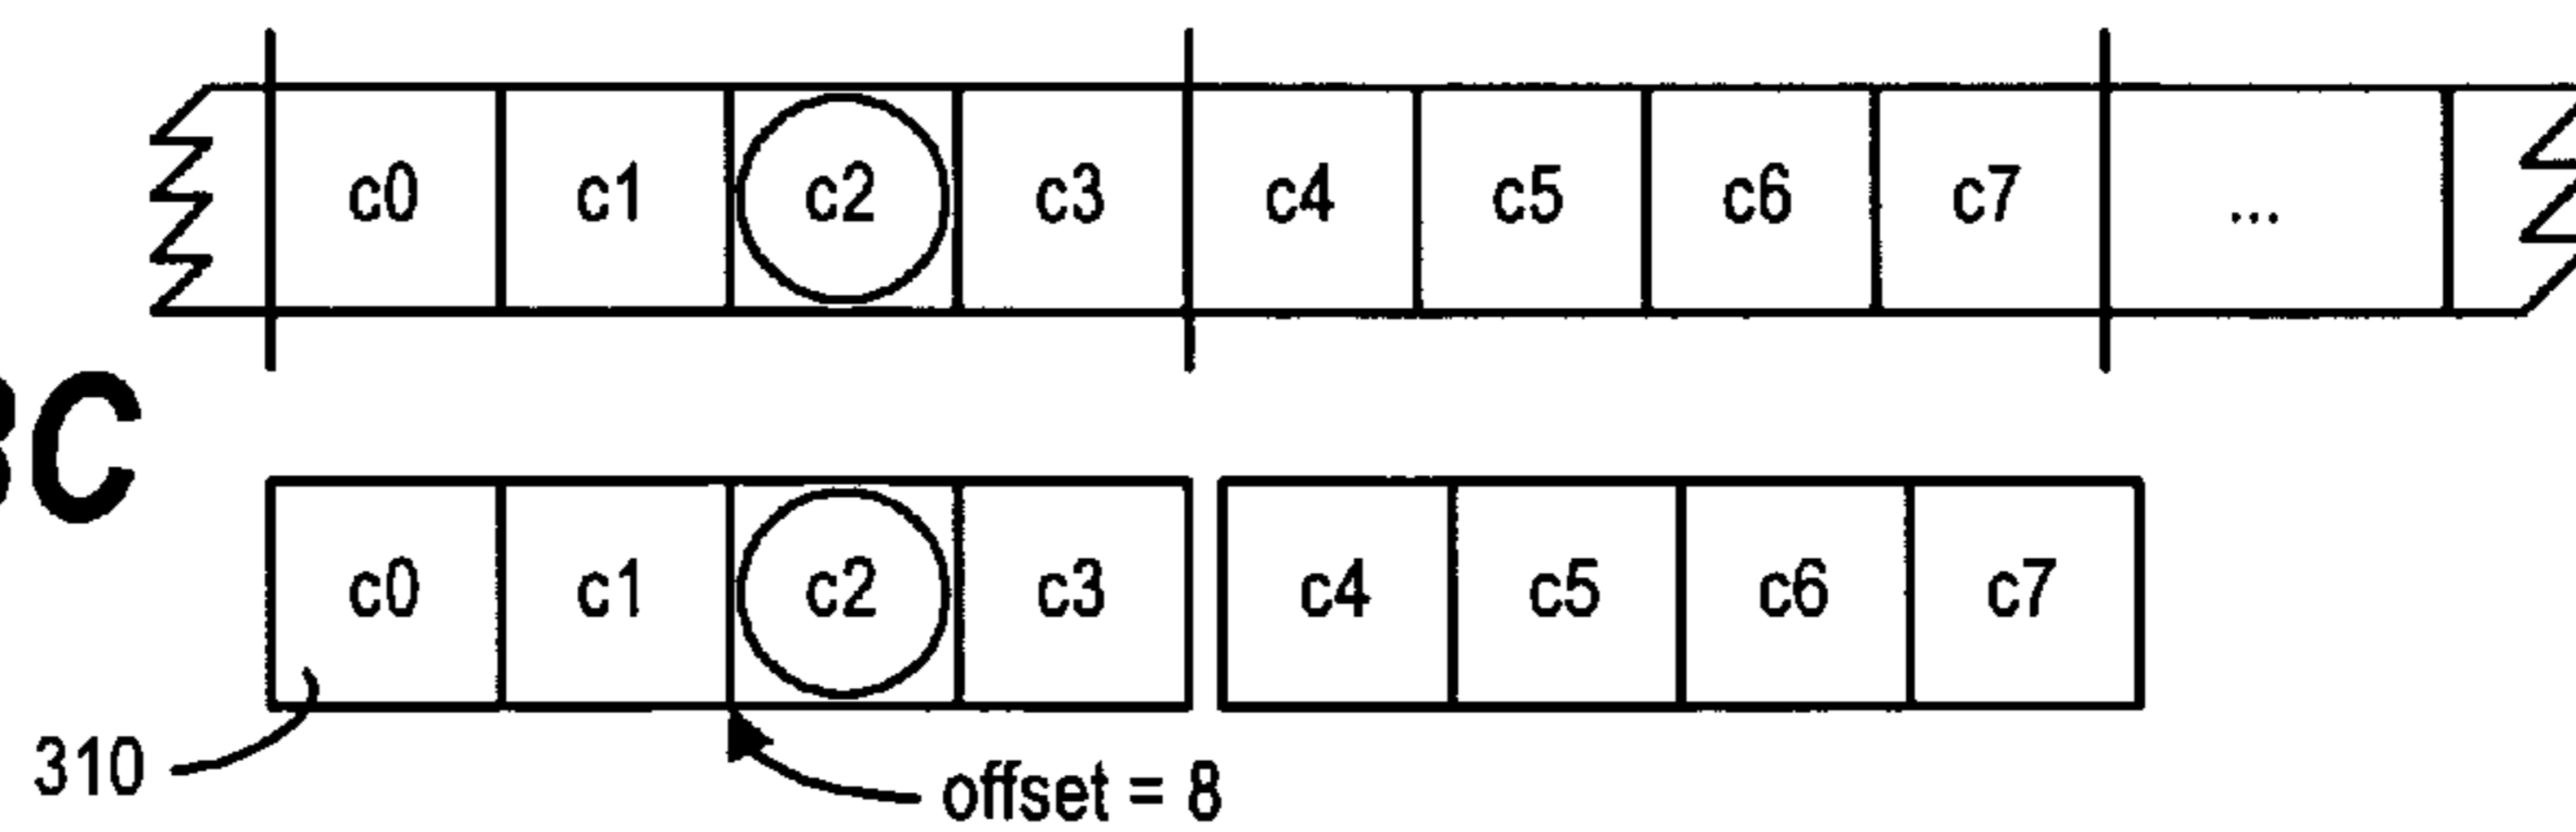 c0 c1 c2 c3 c4 c5 c6 c7 ...
C
c0 c1 c2 c3 c4 c5 c6 c7
310
offset = 8